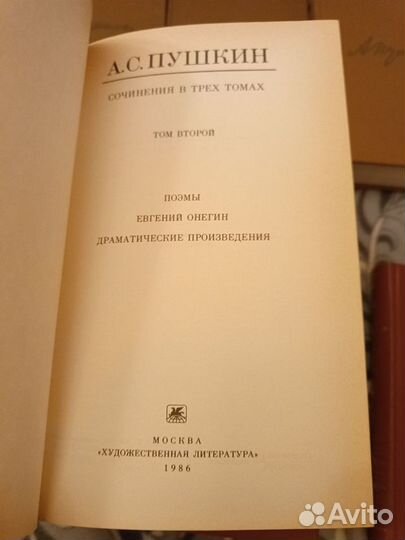 А.С.ПУШКИН
СОЧИНЕНИЯ В ТРЕХ ТОМАХ
ТОМ ВТОРОЙ
ПОЭМЫ
ЕВГЕНИЙ ОНЕГИН
ДРАМАТИЧЕСКИЕ ПРОИЗВЕДЕНИЯ
МОСКВА
«ХУДОЖЕСТВЕННАЯ ЛИТЕРАТУРА»
1986
Avito